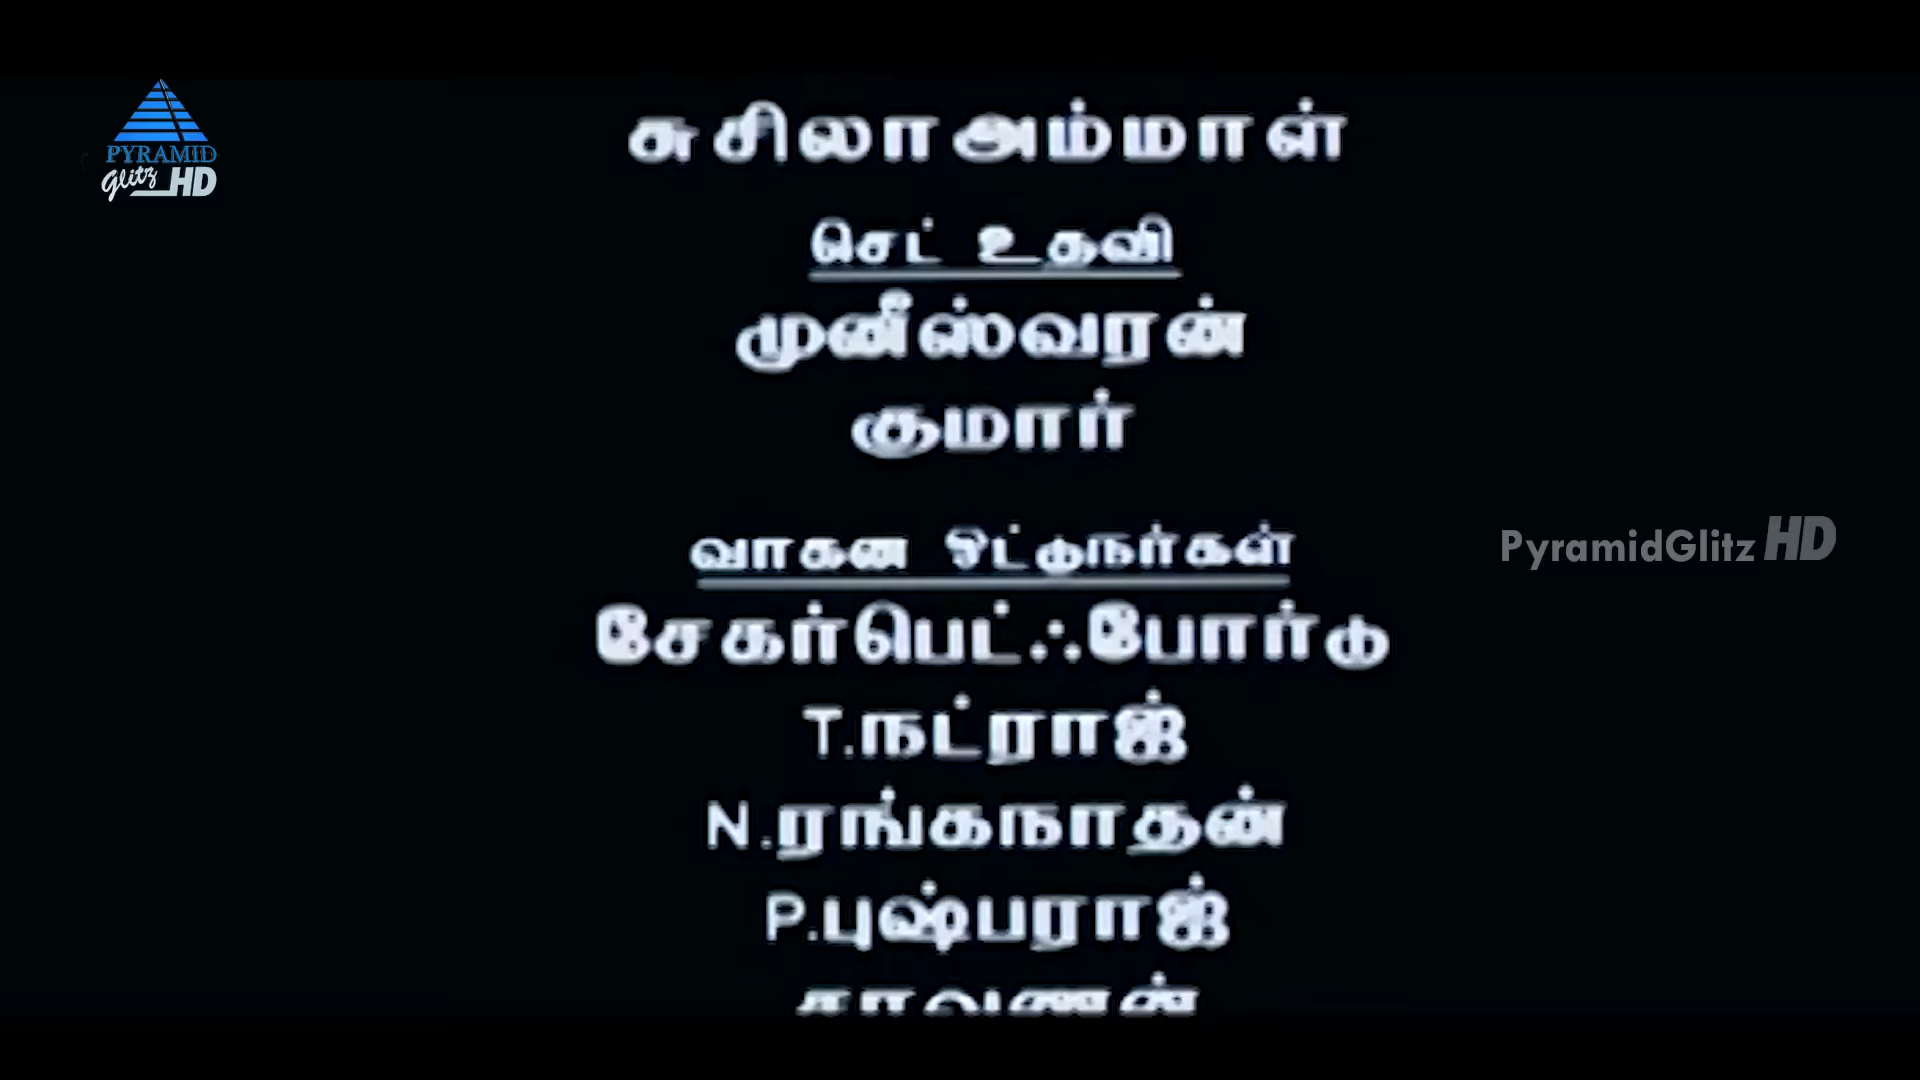 PYRAMID
glitz HD
சுசிலா அம்மாள்
செட் உதவி
முனீஸ்வரன்
குமார்
வாகன ஓட்டுநர்கள்
PyramidGlitz HD
சேகர்பெட்ஃபோர்டு
T.நட்ராஜ்
N.ரங்கநாதன்
P.புஷ்பராஜ்
சரவணன்